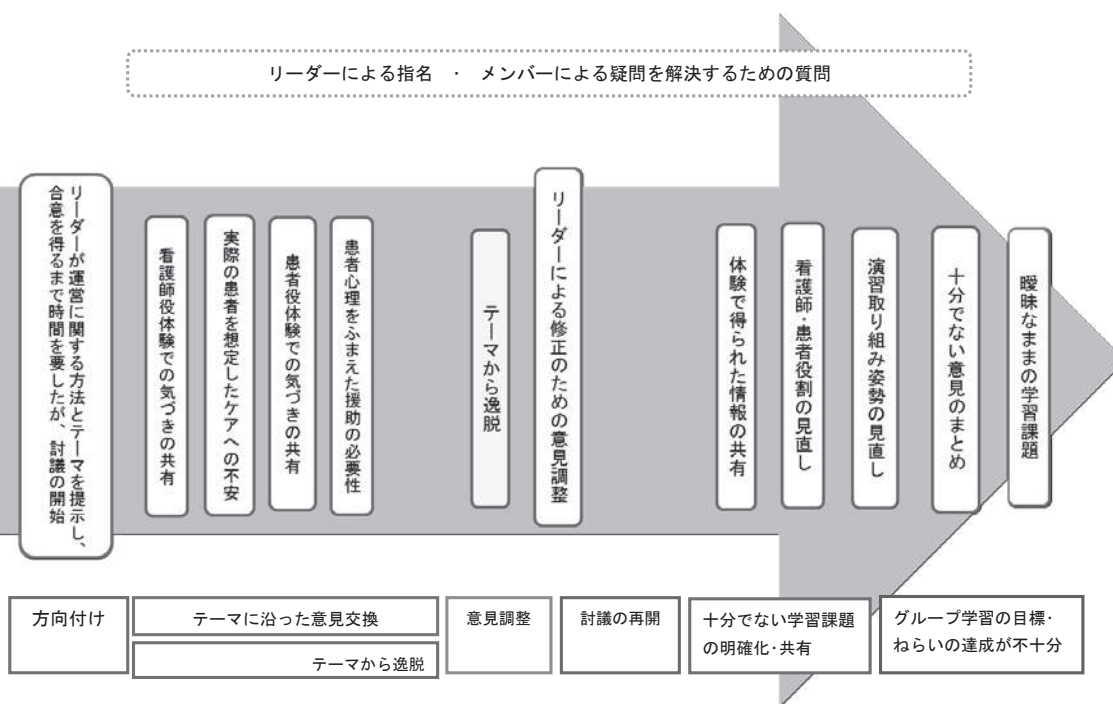 リーダーによる指名　・　メンバーによる疑問を解決するための質問
リーダーが運営に関する方法とテーマを提示し、
合意を得るまで時間を要したが、討議の開始
看護師役体験での気づきの共有
実際の患者を想定したケアへの不安
患者役体験での気づきの共有
患者心理をふまえた援助の必要性
テーマから逸脱
リーダーによる修正のための意見調整
体験で得られた情報の共有
看護師・患者役割の見直し
演習取り組み姿勢の見直し
十分でない意見のまとめ
曖昧なままの学習課題
方向付け
テーマに沿った意見交換
テーマから逸脱
意見調整
討議の再開
十分でない学習課題
の明確化・共有
グループ学習の目標・
ねらいの達成が不十分